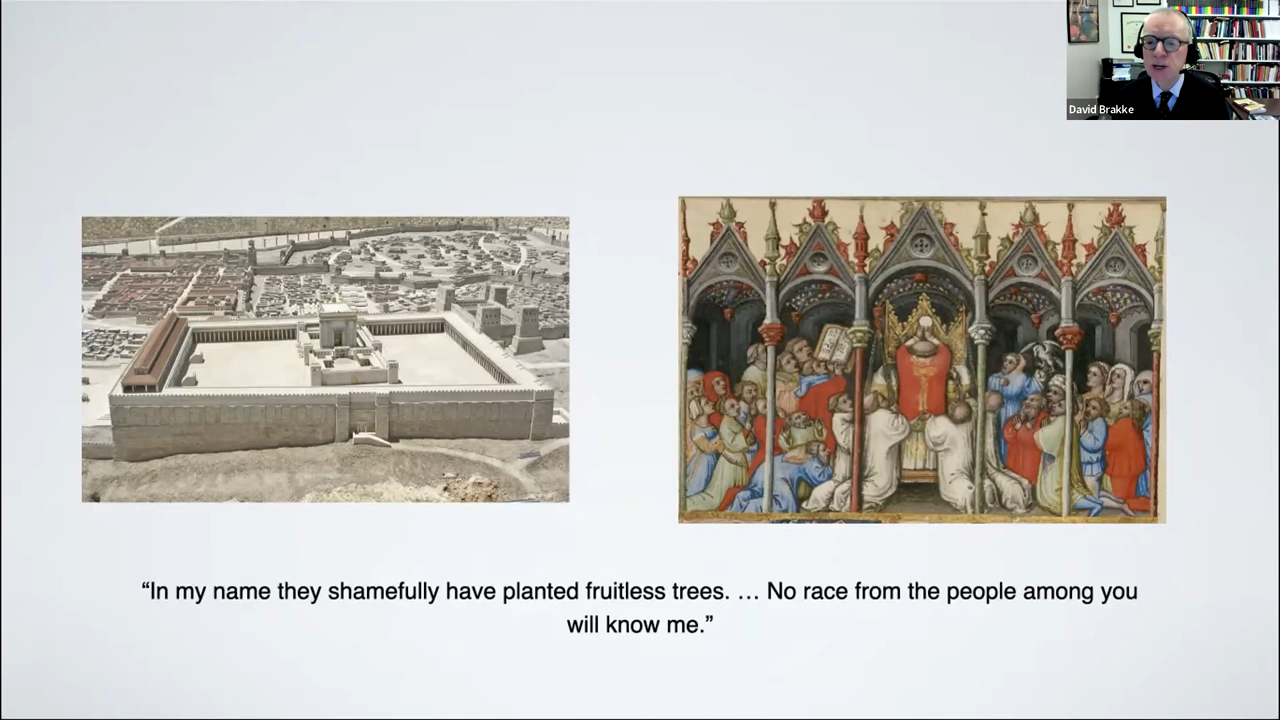 David Brakke
“In my name they shamefully have planted fruitless trees. … No race from the people among you
will know me.”